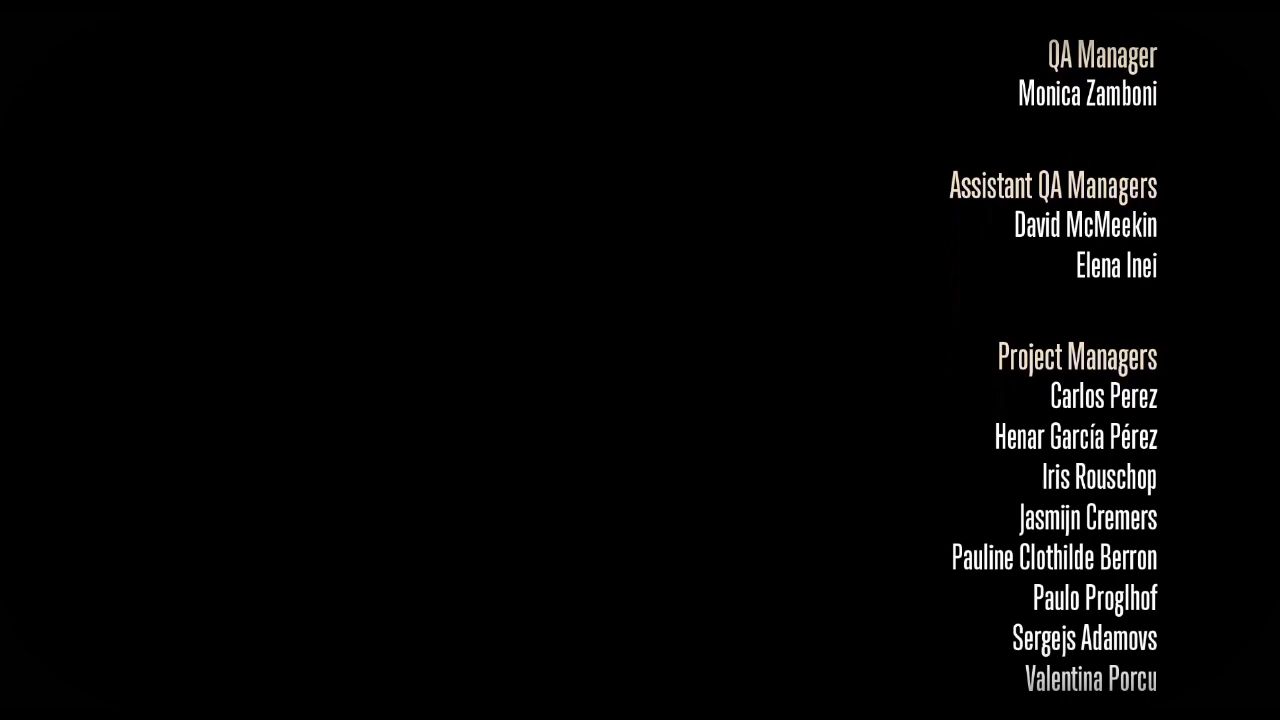 QA Manager
Monica Zamboni
Assistant QA Managers
David McMeekin
Elena Inei
Project Managers
Carlos Perez
Henar García Pérez
Iris Rouschop
Jasmijn Cremers
Pauline Clothilde Berron
Paulo Proglhof
Sergejs Adamovs
Valentina Porcu